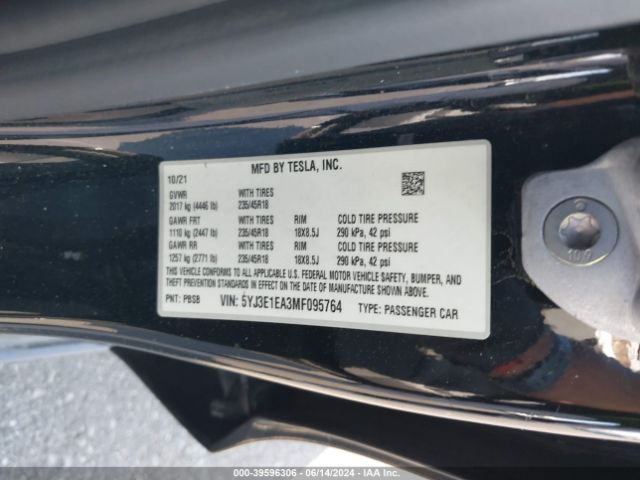 MFD BY TESLA, INC.
10/21
GVWR WITH TIRES
2017 kg (4446 lb) 235/45R18
GAWR FRT WITH TIRES RIM COLD TIRE PRESSURE
1110 kg (2447 lb) 235/45R18 18X8.5J 290 kPa, 42 psi
GAWR RR WITH TIRES RIM COLD TIRE PRESSURE
1257 kg (2771 lb) 235/45R18 18X8.5J 290 kPa, 42 psi
THIS VEHICLE CONFORMS TO ALL APPLICABLE U.S. FEDERAL MOTOR VEHICLE SAFETY, BUMPER, AND
THEFT PREVENTION STANDARDS IN EFFECT ON THE DATE OF MANUFACTURE SHOWN ABOVE.
PNT: PBSB VIN: 5YJ3E1EA3MF095764 TYPE: PASSENGER CAR
000-39596306 - 06/14/2024 - IAA Inc.